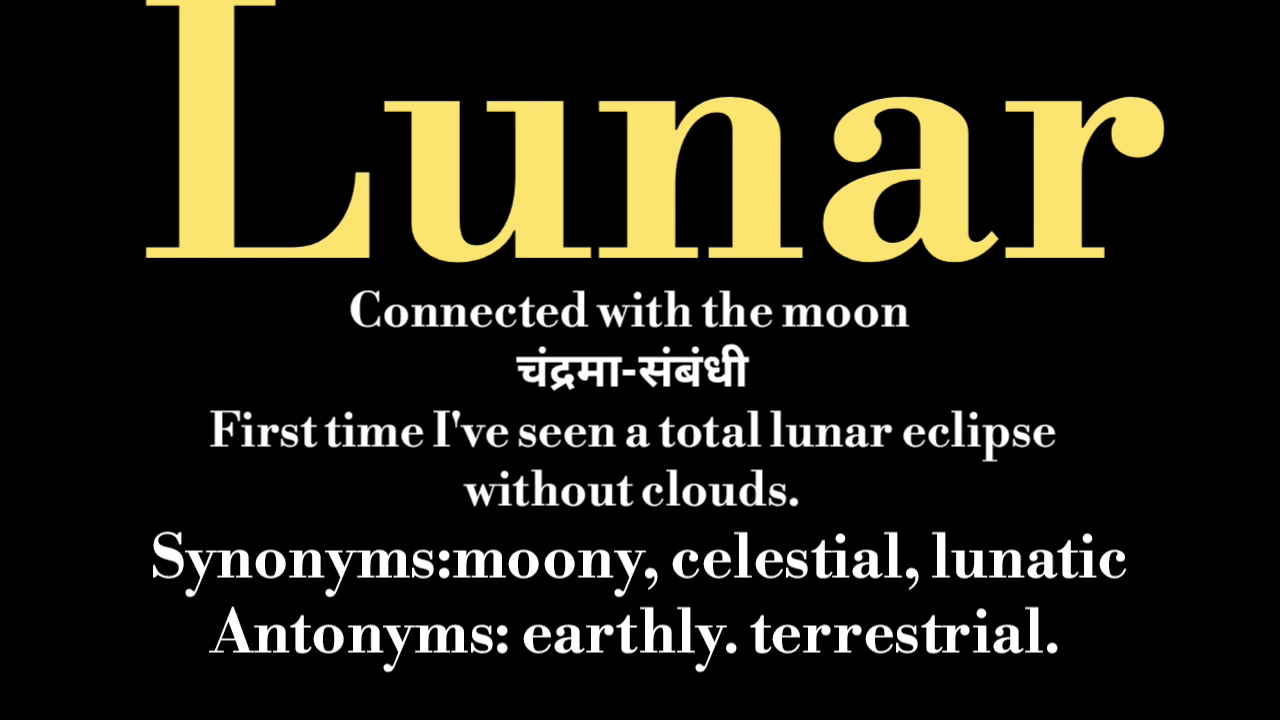 Lunar
Connected with the moon
चंद्रमा-संबंधी
First time I've seen a total lunar eclipse
without clouds.
Synonyms:moony, celestial, lunatic
Antonyms: earthly. terrestrial.